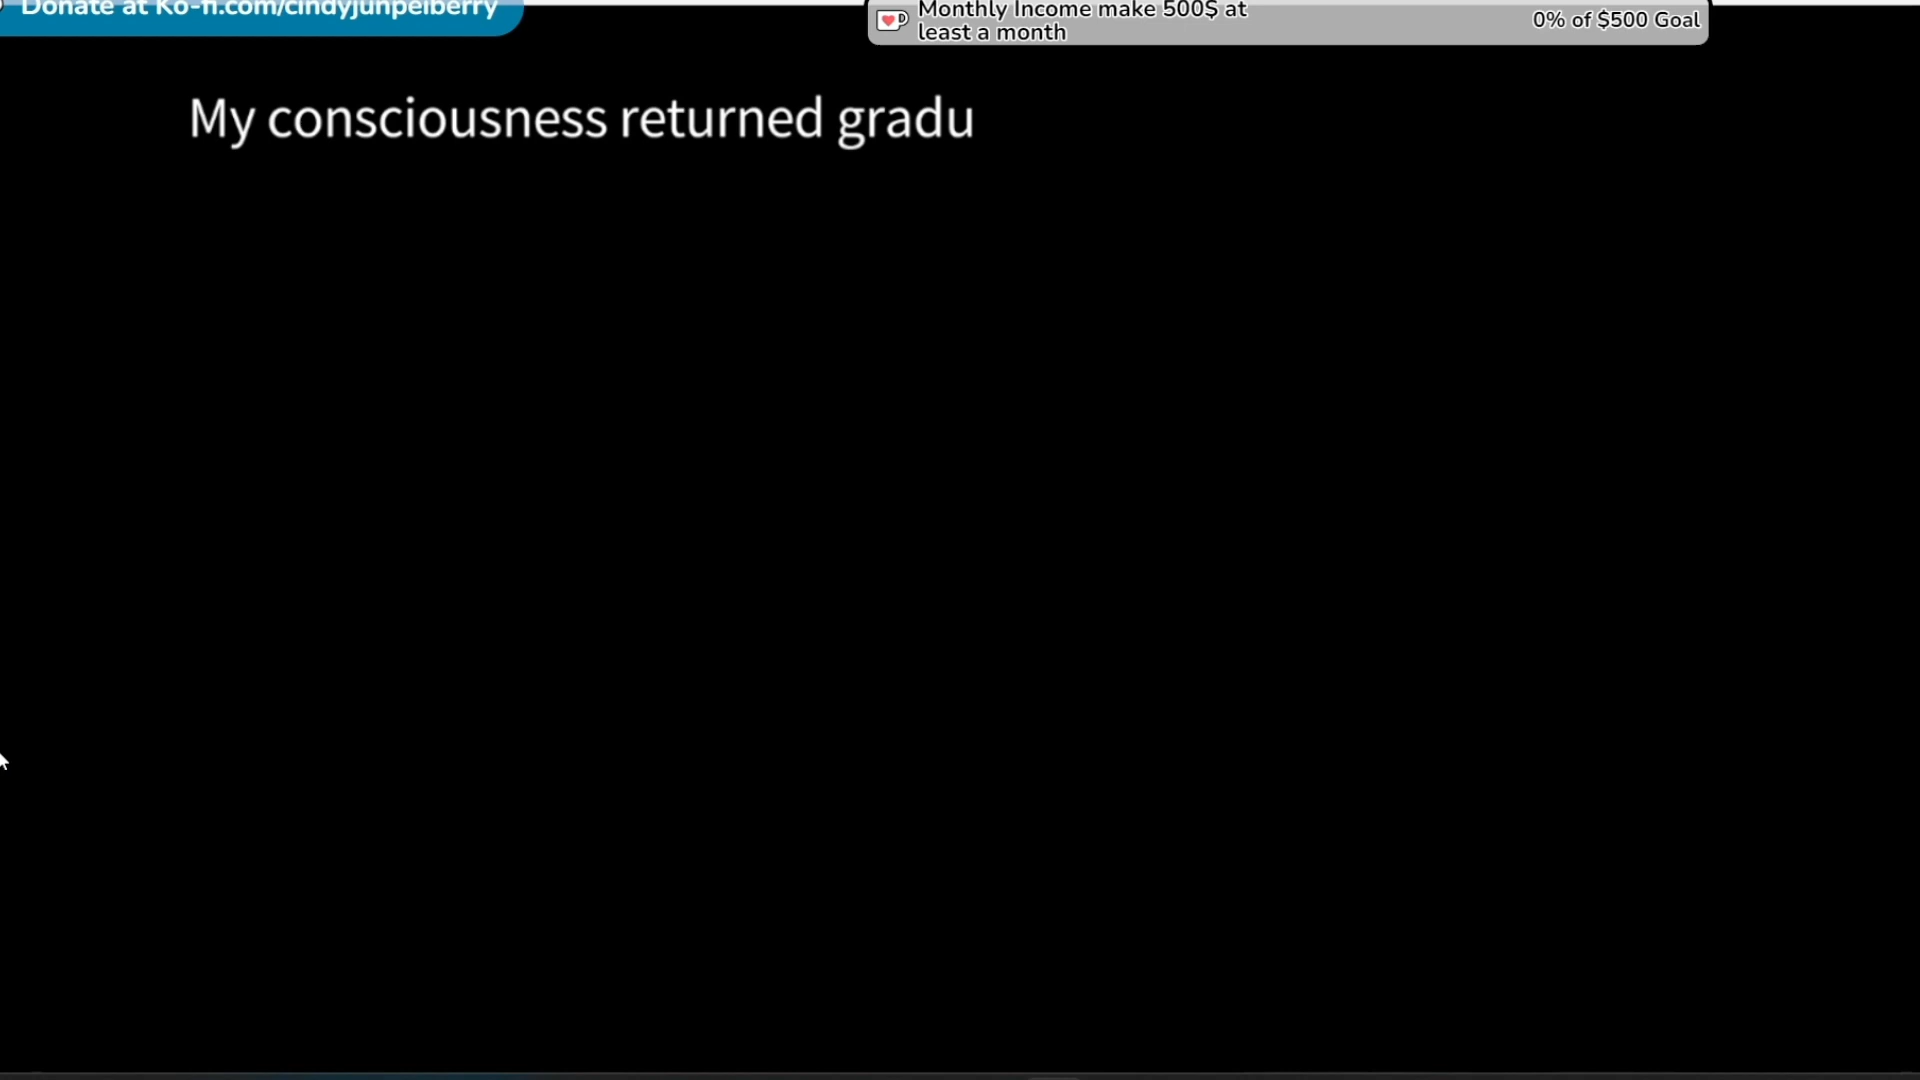 Donate at Ko-fi.com/cindyjunpeiberry
Monthly Income make 500$ at
least a month
0% of $500 Goal
My consciousness returned gradu